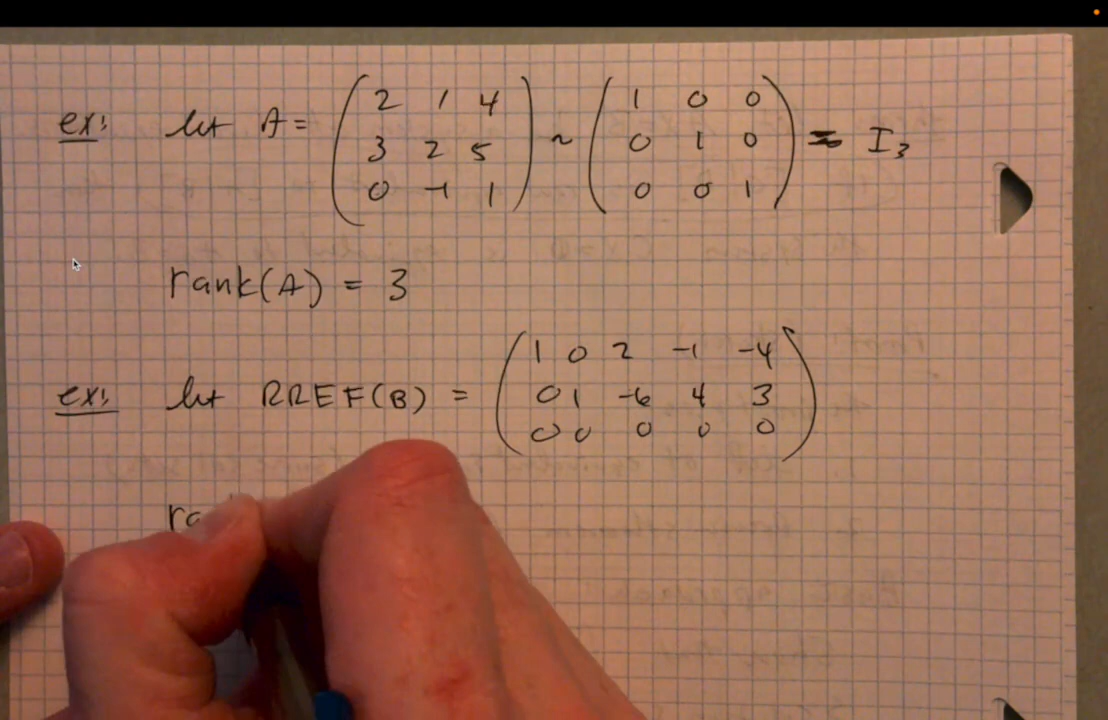 ex: let A = ( 2 1 4 ) ~ ( 1 0 0 ) = I₃
( 3 2 5 ) ( 0 1 0 )
( 0 -1 1 ) ( 0 0 1 )
rank(A) = 3
ex: let RREF(B) = ( 1 0 2 -1 -4 )
( 0 1 -6 4 3 )
( 0 0 0 0 0 )
ra